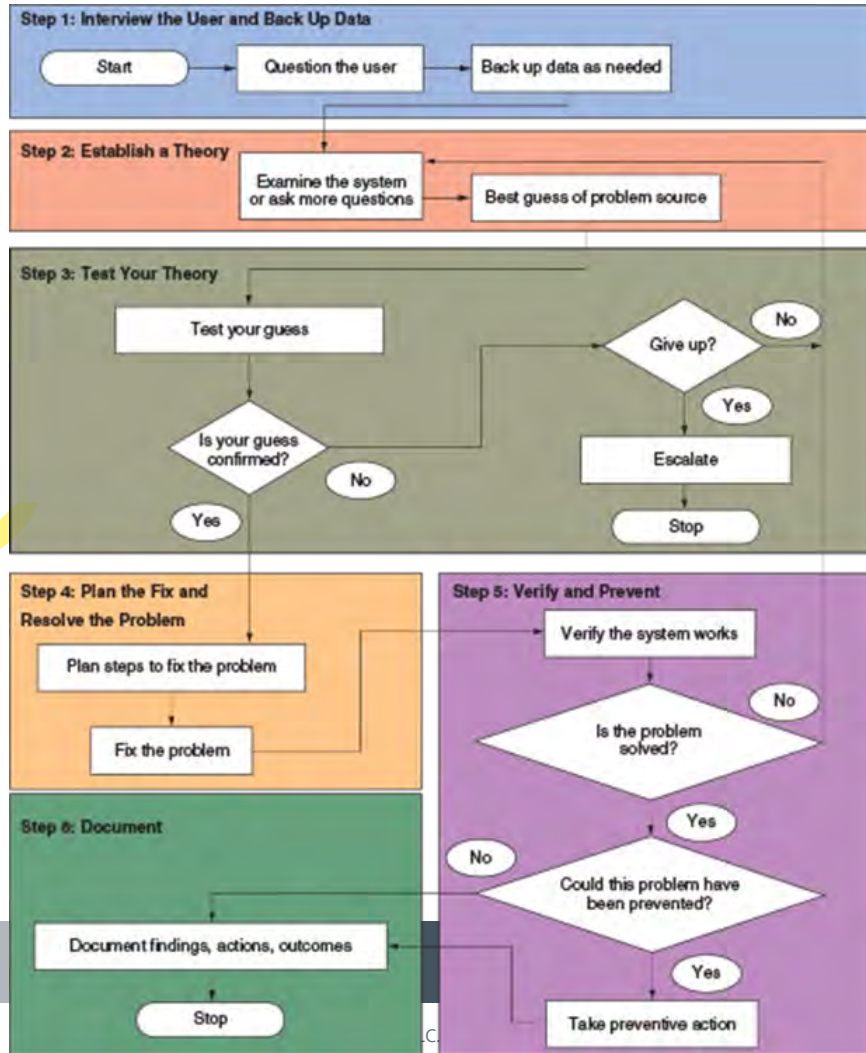 Step 1: Interview the User and Back Up Data
Start
Question the user
Back up data as needed
Step 2: Establish a Theory
Examine the system
or ask more questions
Best guess of problem source
Step 3: Test Your Theory
Test your guess
Give up?
No
Yes
Is your guess
confirmed?
No
Escalate
Yes
Stop
Step 4: Plan the Fix and
Resolve the Problem
Plan steps to fix the problem
Fix the problem
Step 5: Verify and Prevent
Verify the system works
No
Is the problem
solved?
Yes
Step 6: Document
No
Could this problem have
been prevented?
Document findings, actions, outcomes
Yes
Stop
Take preventive action